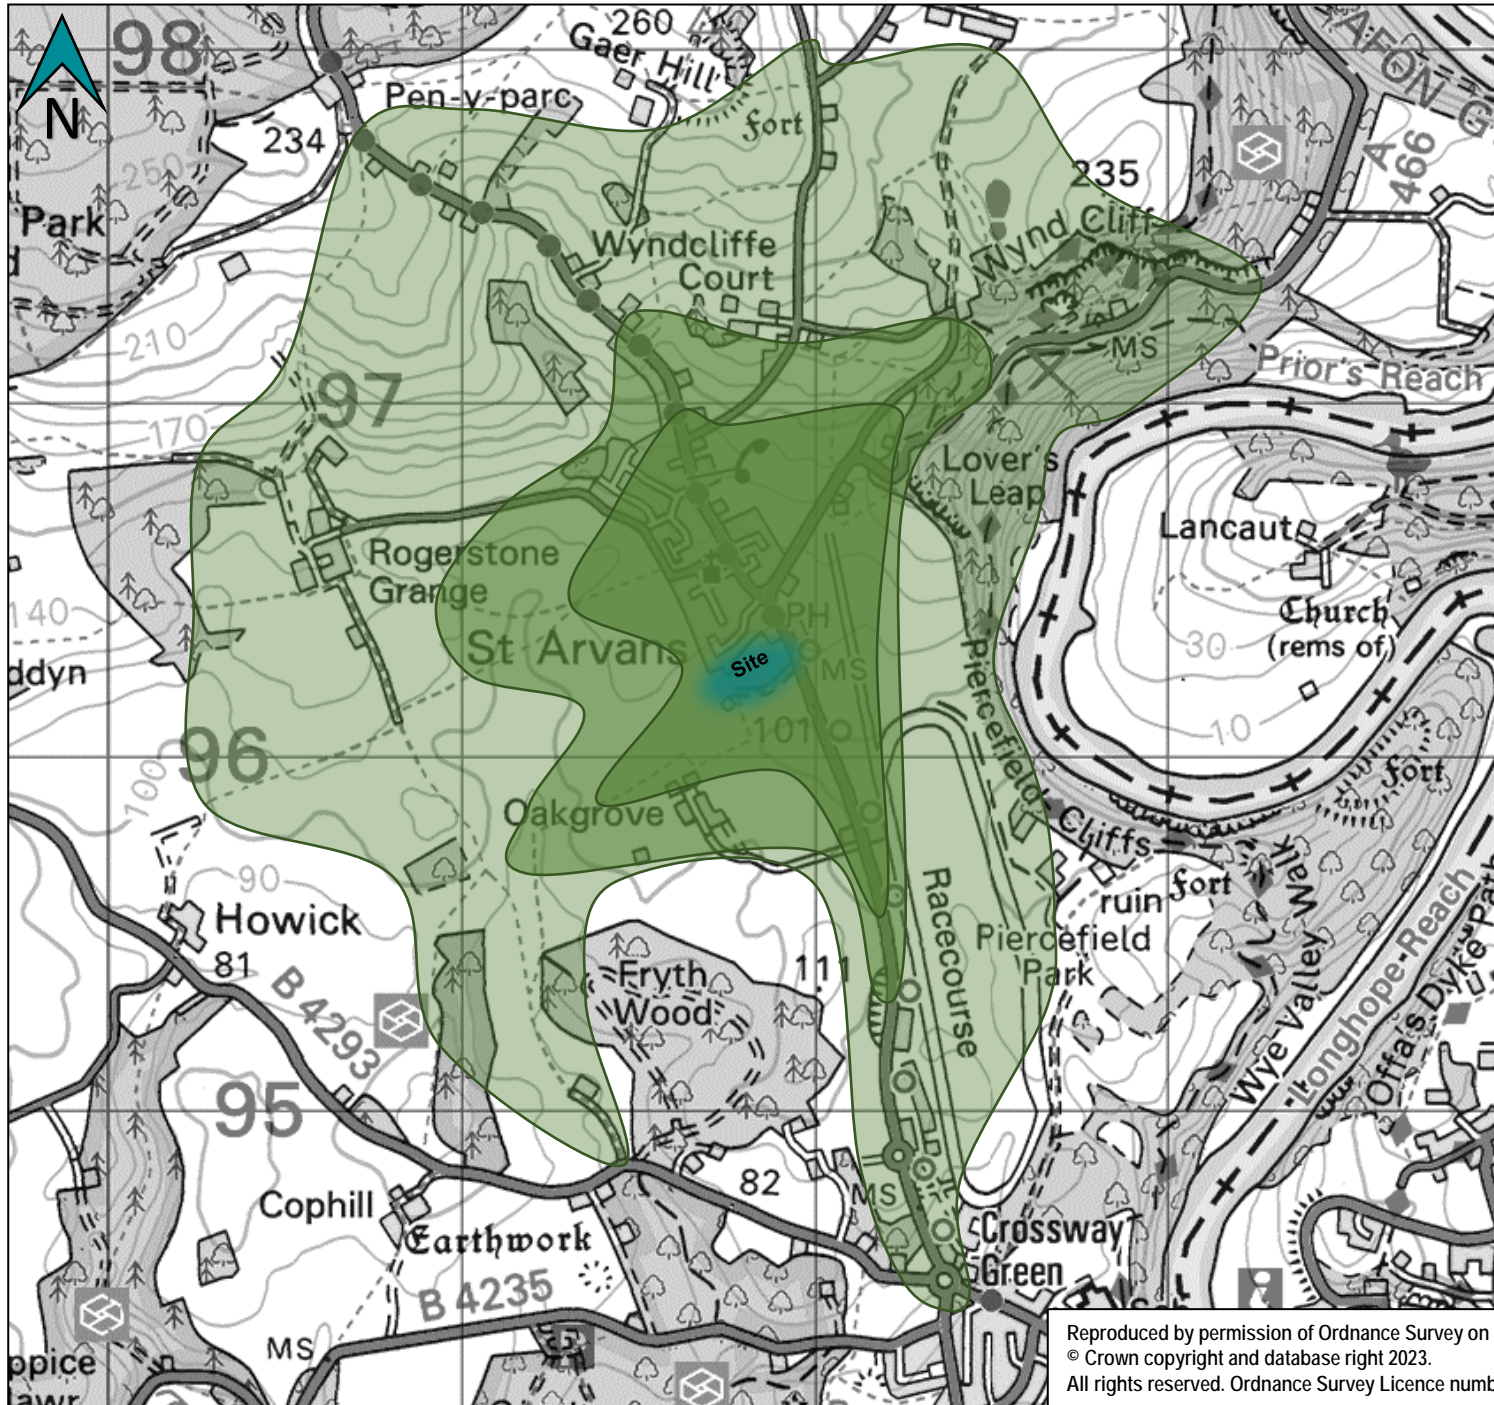 98
N
260
Gaer Hill
Pen-y-parc
Fort
234
250
AFON G
A 466
235
Park
d
Wyndcliffe
Court
Wynd Cliff
210
MS
Prior's Reach
97
170
Lover's
Leap
Lancaut
Rogerstone
Grange
140
PH
Church
(rems of)
30
St Arvans
Site
MS
ddyn
Piercefield
Cliffs
10
96
101
100
Fort
Oakgrove
90
Racecourse
Fort
ruin
Wye Valley Walk
Howick
81
Piercefield
Park
Longhope-Reach
Offa's Dyke Path
111
Fryth
Wood
B 4293
95
82
MS
Cophill
Earthwork
Crossway
Green
B 4235
MS
ppice
awr
Reproduced by permission of Ordnance Survey on
© Crown copyright and database right 2023.
All rights reserved. Ordnance Survey Licence numb